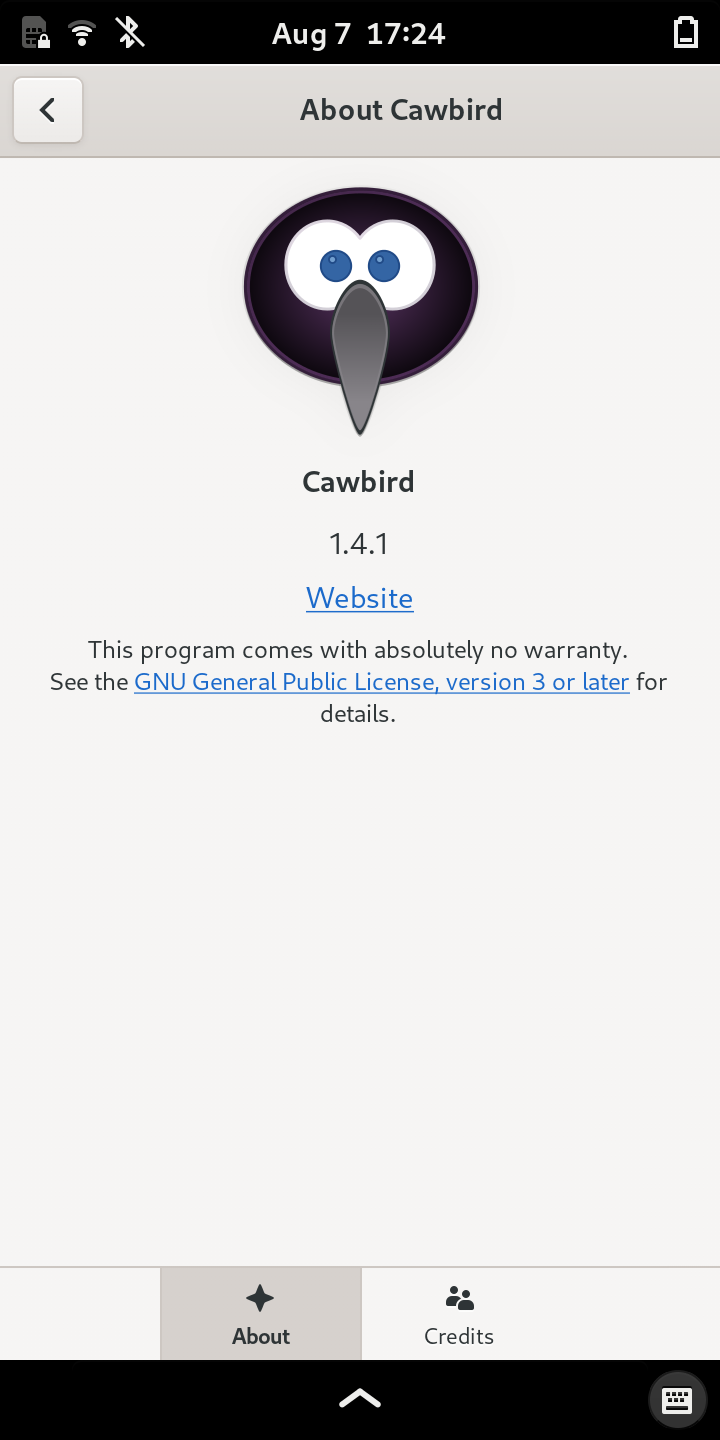 Aug 7 17:24
About Cawbird
Cawbird
1.4.1
Website
This program comes with absolutely no warranty.
See the GNU General Public License, version 3 or later for
details.
About
Credits